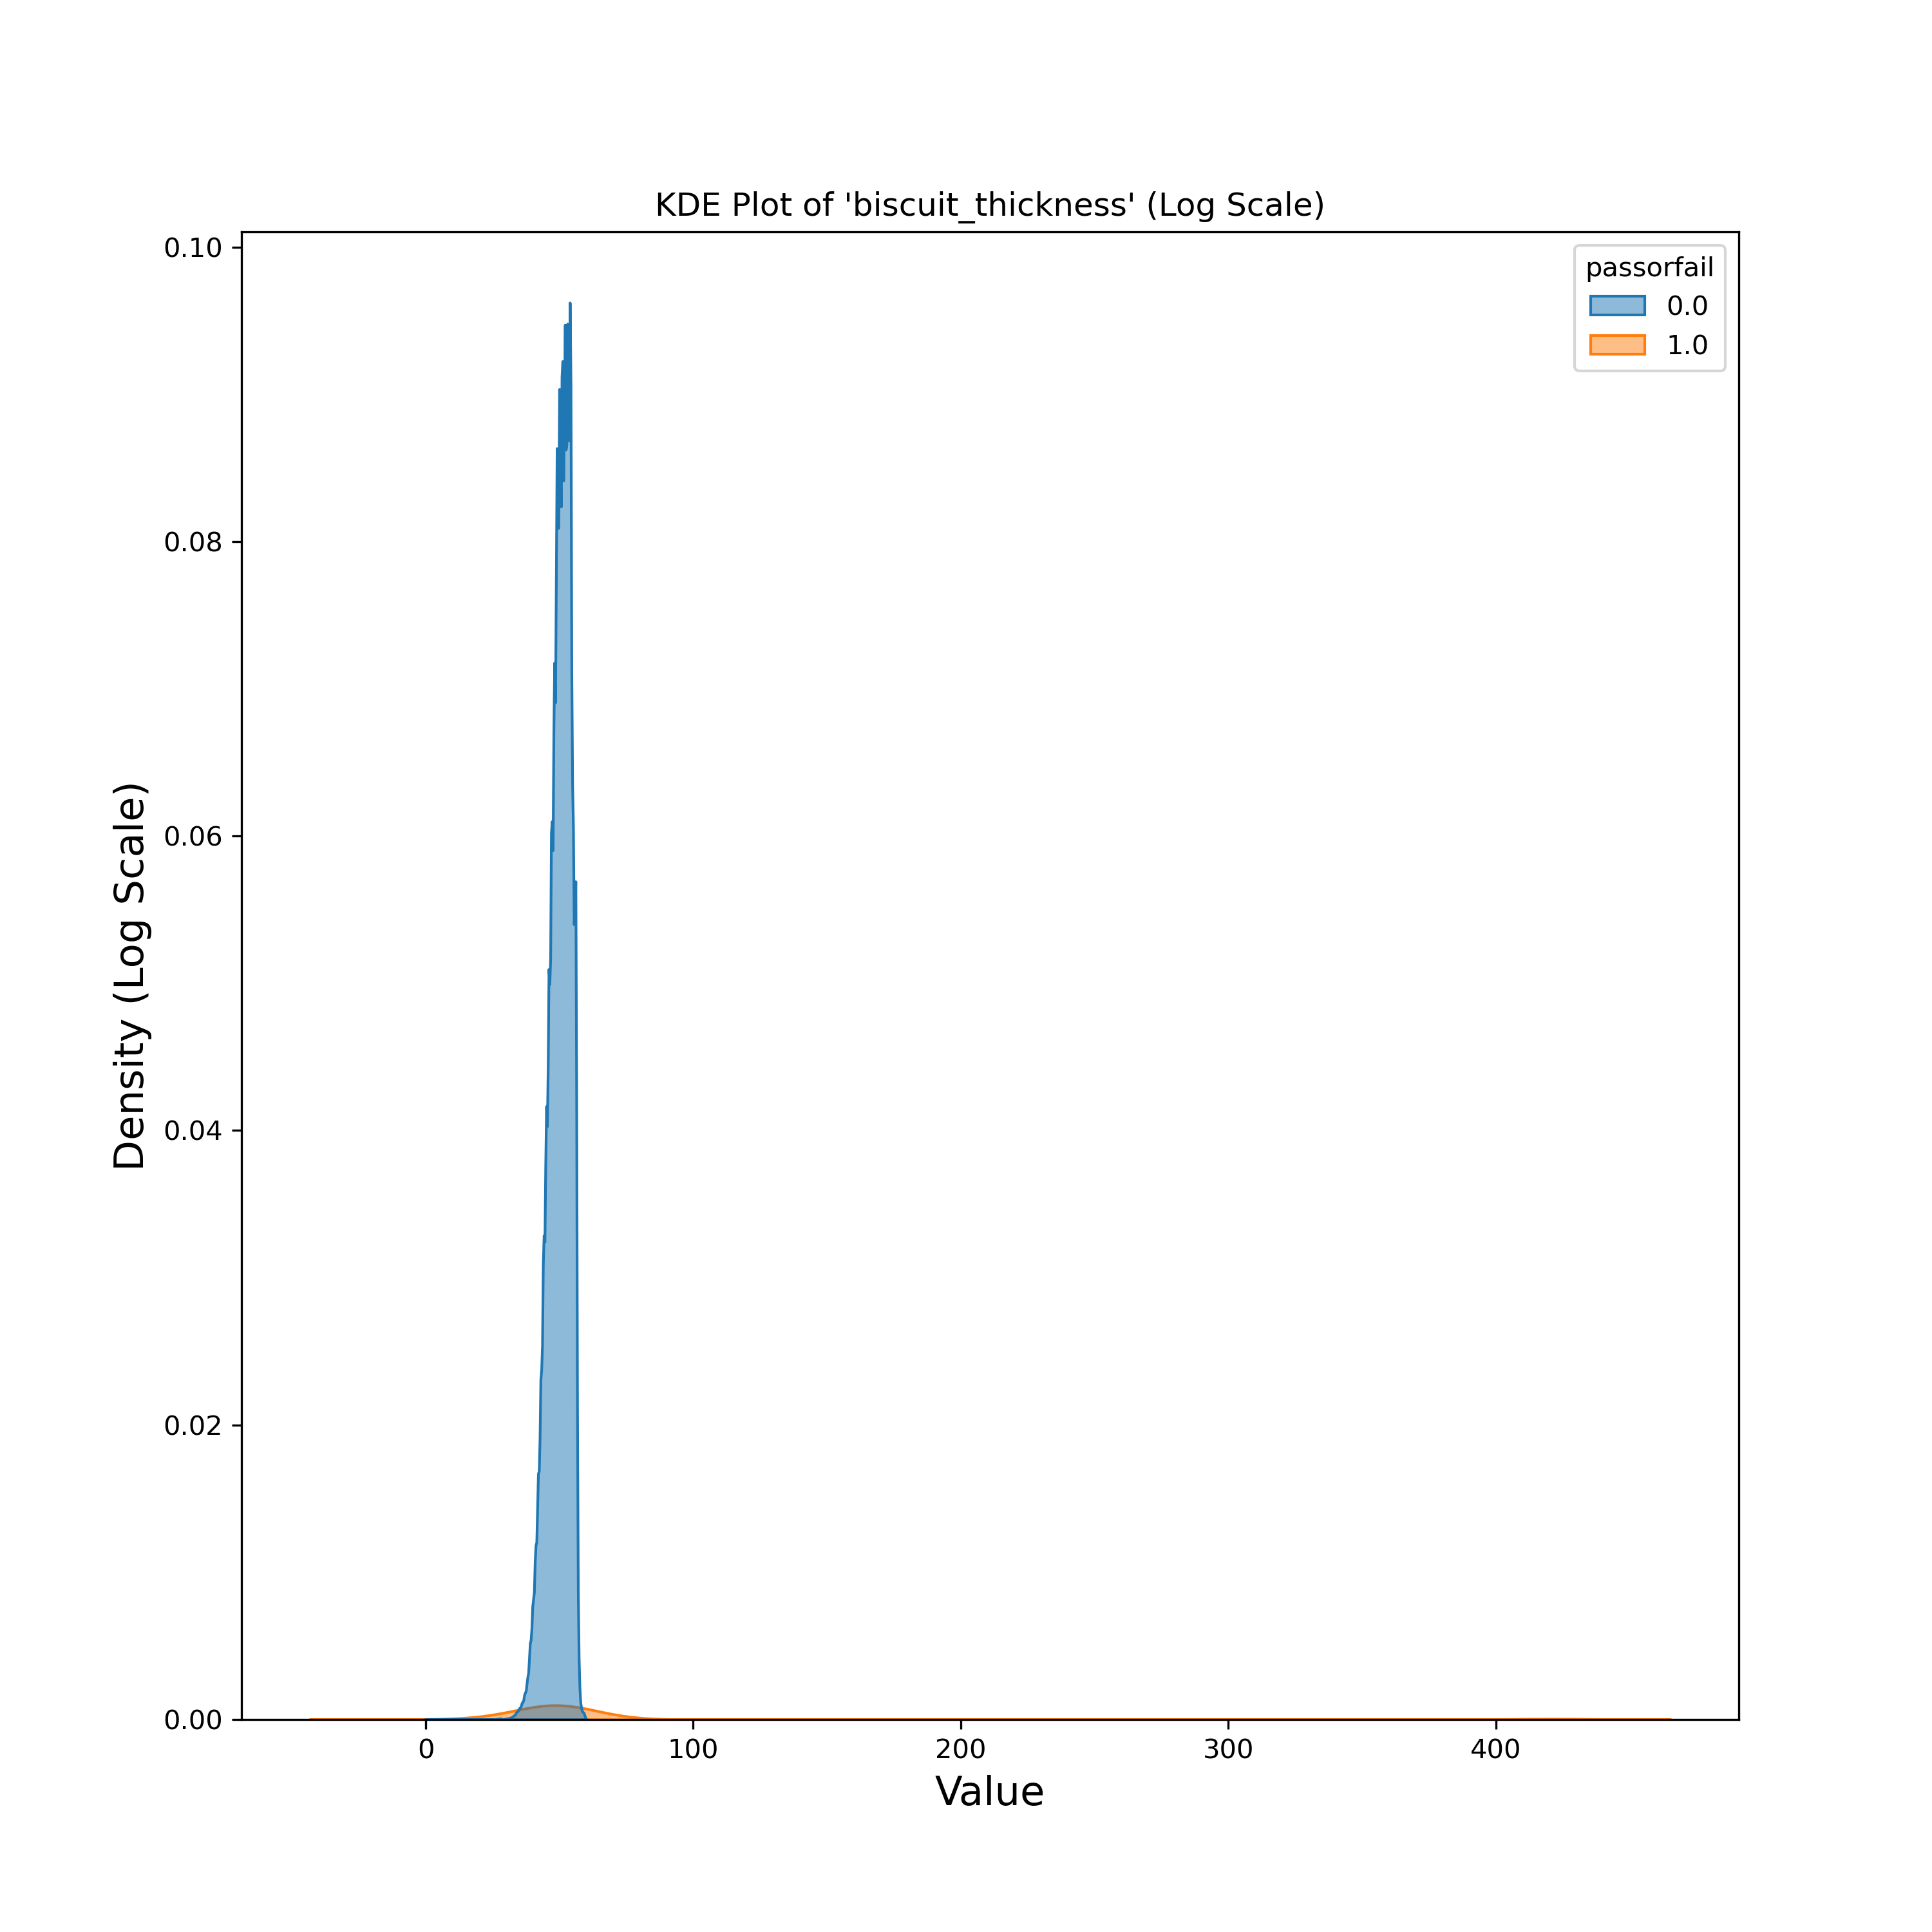 KDE Plot of 'biscuit_thickness' (Log Scale)
passorfail
0.0
1.0
Density (Log Scale)
0.10
0.08
0.06
0.04
0.02
0.00
0 100 200 300 400
Value